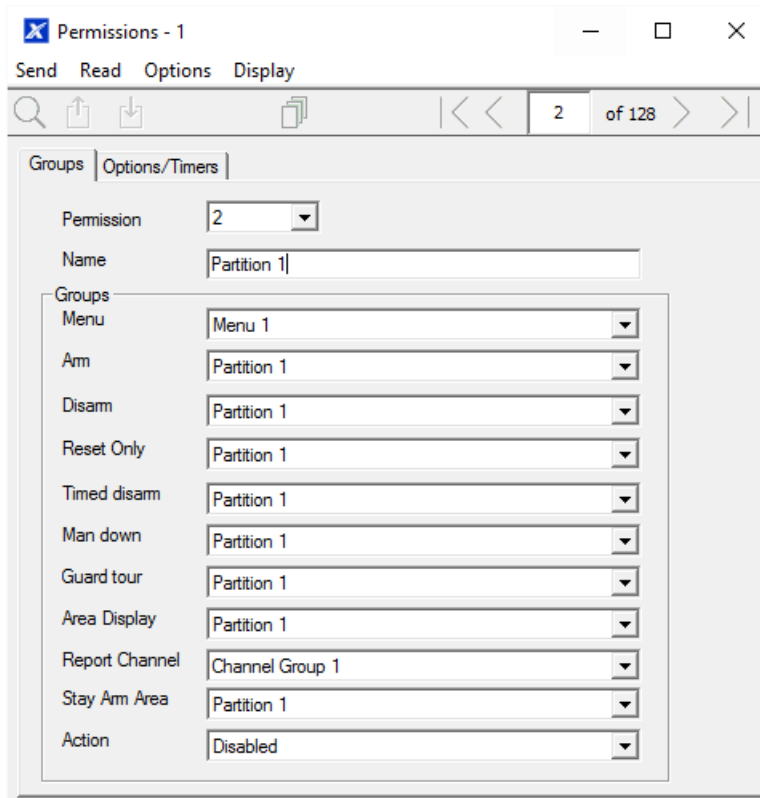 Permissions - 1
Send Read Options Display
2 of 128
Groups Options/Timers
Permission 2
Name Partition 1
Groups
Menu Menu 1
Arm Partition 1
Disarm Partition 1
Reset Only Partition 1
Timed disarm Partition 1
Man down Partition 1
Guard tour Partition 1
Area Display Partition 1
Report Channel Channel Group 1
Stay Arm Area Partition 1
Action Disabled